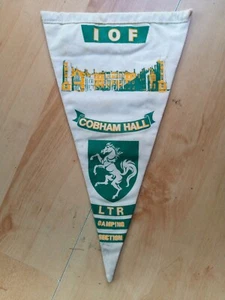 IOF
COBHAM HALL
LTR
CAMPING
SECTION